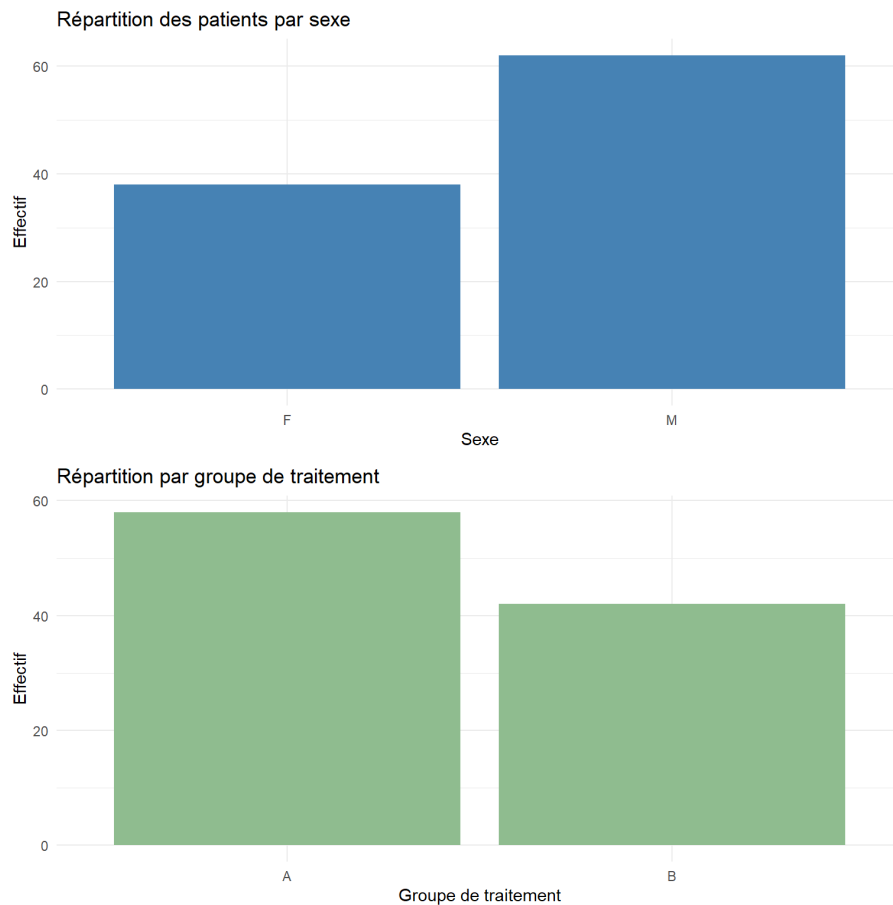 Répartition des patients par sexe
60
40
20
0
Effectif
F M
Sexe
Répartition par groupe de traitement
60
40
20
0
Effectif
A B
Groupe de traitement